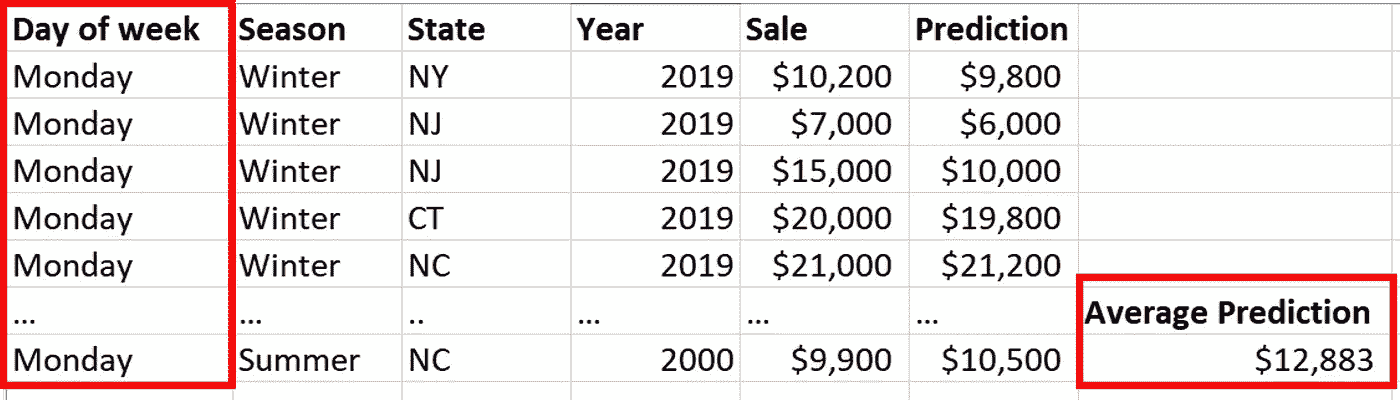 Day of week Season State Year Sale Prediction
Monday Winter NY 2019 $10,200 $9,800
Monday Winter NJ 2019 $7,000 $6,000
Monday Winter NJ 2019 $15,000 $10,000
Monday Winter CT 2019 $20,000 $19,800
Monday Winter NC 2019 $21,000 $21,200
... ... .. ... ... ... Average Prediction
Monday Summer NC 2000 $9,900 $10,500 $12,883